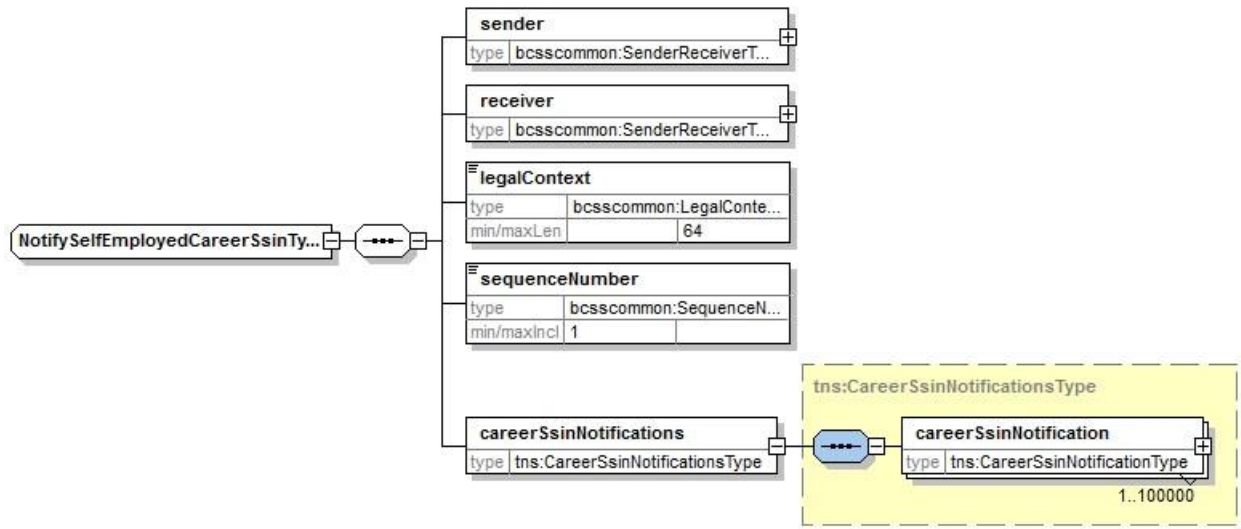 sender
type bcsscommon:SenderReceiverT...
receiver
type bcsscommon:SenderReceiverT...
legalContext
type bcsscommon:LegalConte...
min/maxLen 64
NotifySelfEmployedCareerSsinTy...
sequenceNumber
type bcsscommon:SequenceN...
min/maxIncl 1
tns:CareerSsinNotificationsType
careerSsinNotifications
type tns:CareerSsinNotificationsType
careerSsinNotification
type tns:CareerSsinNotificationType
1..100000